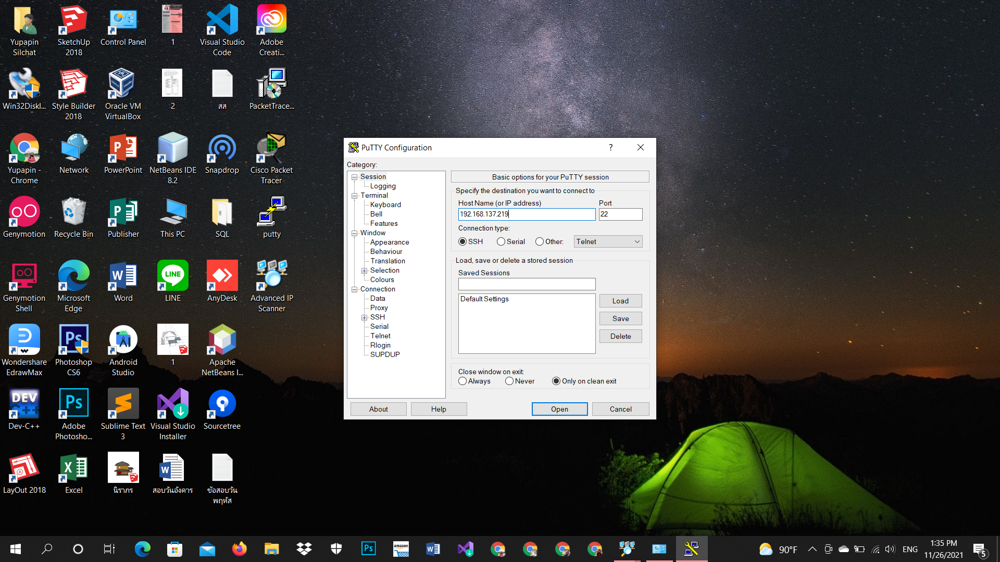 Yupapin
Silchat
SketchUp
2018
Control Panel
1
Visual Studio
Code
Adobe
Creati...
Win32DiskI...
Style Builder
2018
Oracle VM
VirtualBox
2
สส
PacketTrace...
Yupapin -
Chrome
Network
PowerPoint
NetBeans IDE
8.2
Snapdrop
Cisco Packet
Tracer
Genymotion
Recycle Bin
Publisher
This PC
SQL
putty
Genymotion
Shell
Microsoft
Edge
Word
LINE
LINE
AnyDesk
Advanced IP
Scanner
Wondershare
EdrawMax
Photoshop
CS6
Android
Studio
1
Apache
NetBeans I...
DEV
C++
Dev-C++
Adobe
Photosho...
Sublime Text
3
Visual Studio
Installer
Sourcetree
LayOut 2018
Excel
นิราภร
สอบวันอังคาร
ข้อสอบวัน
พฤหัส
PuTTY Configuration
?
Category:
Session
Logging
Terminal
Keyboard
Bell
Features
Window
Appearance
Behaviour
Translation
Selection
Colours
Connection
Data
Proxy
SSH
Serial
Telnet
Rlogin
SUPDUP
Basic options for your PuTTY session
Specify the destination you want to connect to
Host Name (or IP address) Port
192.168.137.219 22
Connection type:
SSH Serial Other: Telnet
Load, save or delete a stored session
Saved Sessions
Default Settings
Load
Save
Delete
Close window on exit:
Always Never Only on clean exit
About Help Open Cancel
Ps
amazon
90°F
ENG
1:35 PM
11/26/2021
5